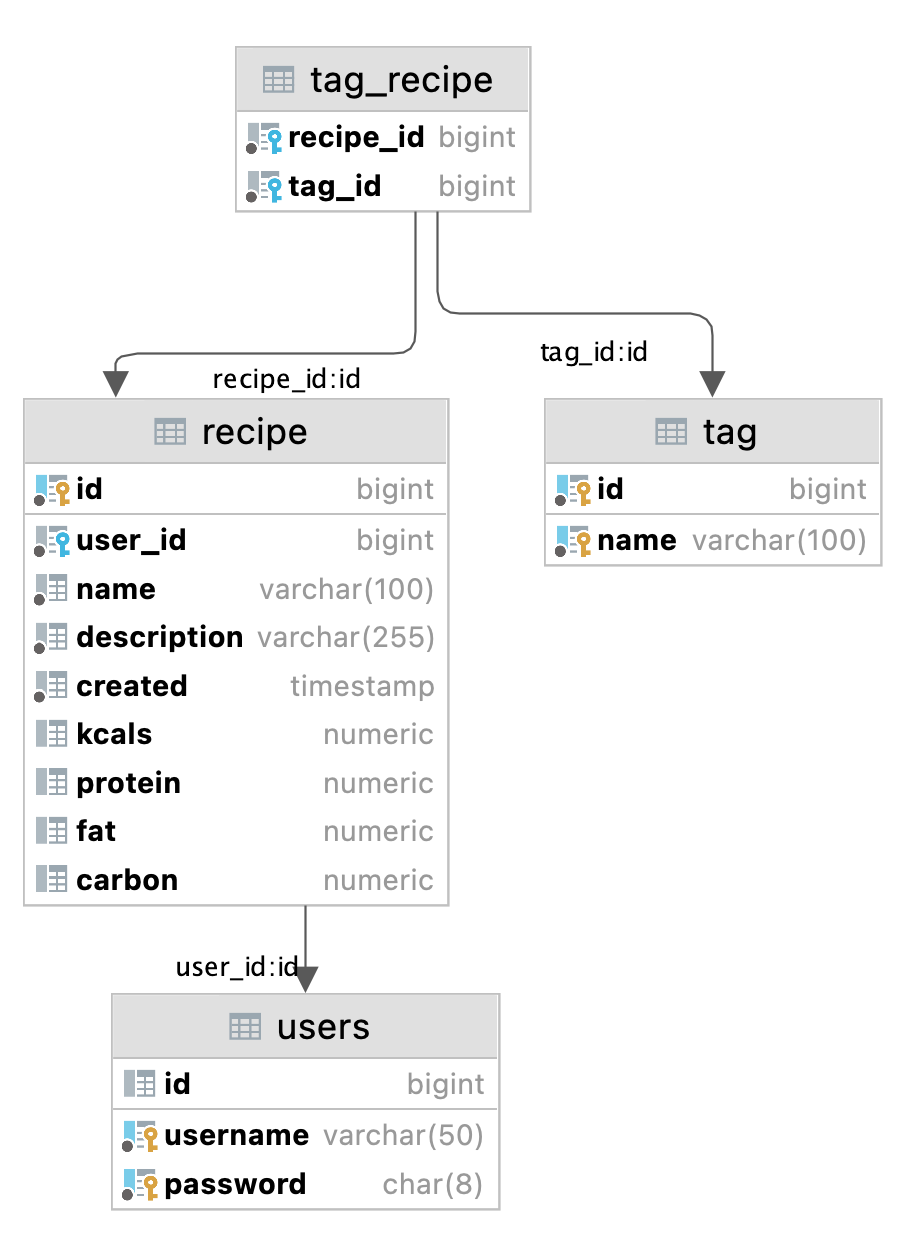 tag_recipe
recipe_id bigint
tag_id bigint
recipe_id:id
tag_id:id
recipe
id bigint
user_id bigint
name varchar(100)
description varchar(255)
created timestamp
kcals numeric
protein numeric
fat numeric
carbon numeric
tag
id bigint
name varchar(100)
user_id:id
users
id bigint
username varchar(50)
password char(8)